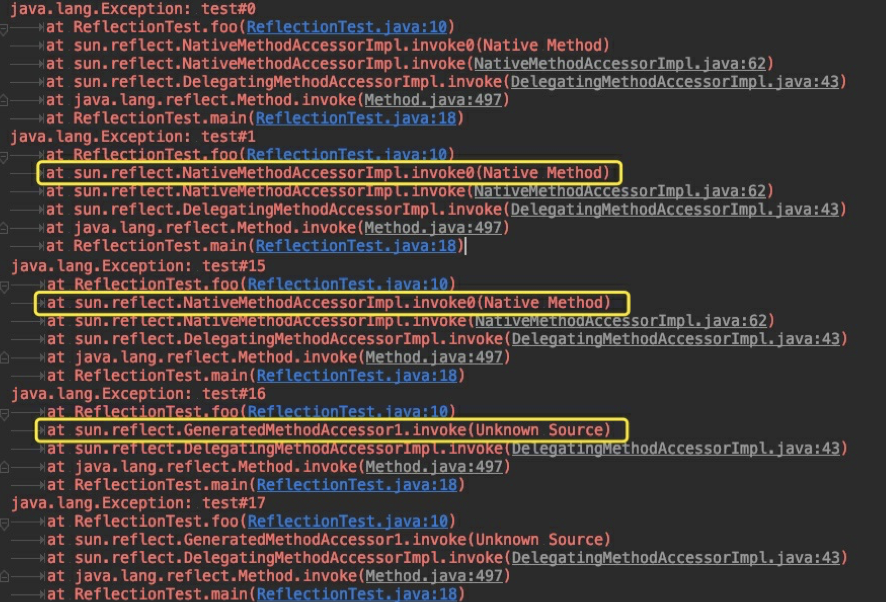 java.lang.Exception: test#0
at ReflectionTest.foo(ReflectionTest.java:10)
at sun.reflect.NativeMethodAccessorImpl.invoke0(Native Method)
at sun.reflect.NativeMethodAccessorImpl.invoke(NativeMethodAccessorImpl.java:62)
at sun.reflect.DelegatingMethodAccessorImpl.invoke(DelegatingMethodAccessorImpl.java:43)
at java.lang.reflect.Method.invoke(Method.java:497)
at ReflectionTest.main(ReflectionTest.java:18)
java.lang.Exception: test#1
at ReflectionTest.foo(ReflectionTest.java:10)
at sun.reflect.NativeMethodAccessorImpl.invoke0(Native Method)
at sun.reflect.NativeMethodAccessorImpl.invoke(NativeMethodAccessorImpl.java:62)
at sun.reflect.DelegatingMethodAccessorImpl.invoke(DelegatingMethodAccessorImpl.java:43)
at java.lang.reflect.Method.invoke(Method.java:497)
at ReflectionTest.main(ReflectionTest.java:18)
java.lang.Exception: test#15
at ReflectionTest.foo(ReflectionTest.java:10)
at sun.reflect.NativeMethodAccessorImpl.invoke0(Native Method)
at sun.reflect.NativeMethodAccessorImpl.invoke(NativeMethodAccessorImpl.java:62)
at sun.reflect.DelegatingMethodAccessorImpl.invoke(DelegatingMethodAccessorImpl.java:43)
at java.lang.reflect.Method.invoke(Method.java:497)
at ReflectionTest.main(ReflectionTest.java:18)
java.lang.Exception: test#16
at ReflectionTest.foo(ReflectionTest.java:10)
at sun.reflect.GeneratedMethodAccessor1.invoke(Unknown Source)
at sun.reflect.DelegatingMethodAccessorImpl.invoke(DelegatingMethodAccessorImpl.java:43)
at java.lang.reflect.Method.invoke(Method.java:497)
at ReflectionTest.main(ReflectionTest.java:18)
java.lang.Exception: test#17
at ReflectionTest.foo(ReflectionTest.java:10)
at sun.reflect.GeneratedMethodAccessor1.invoke(Unknown Source)
at sun.reflect.DelegatingMethodAccessorImpl.invoke(DelegatingMethodAccessorImpl.java:43)
at java.lang.reflect.Method.invoke(Method.java:497)
at ReflectionTest.main(ReflectionTest.java:18)